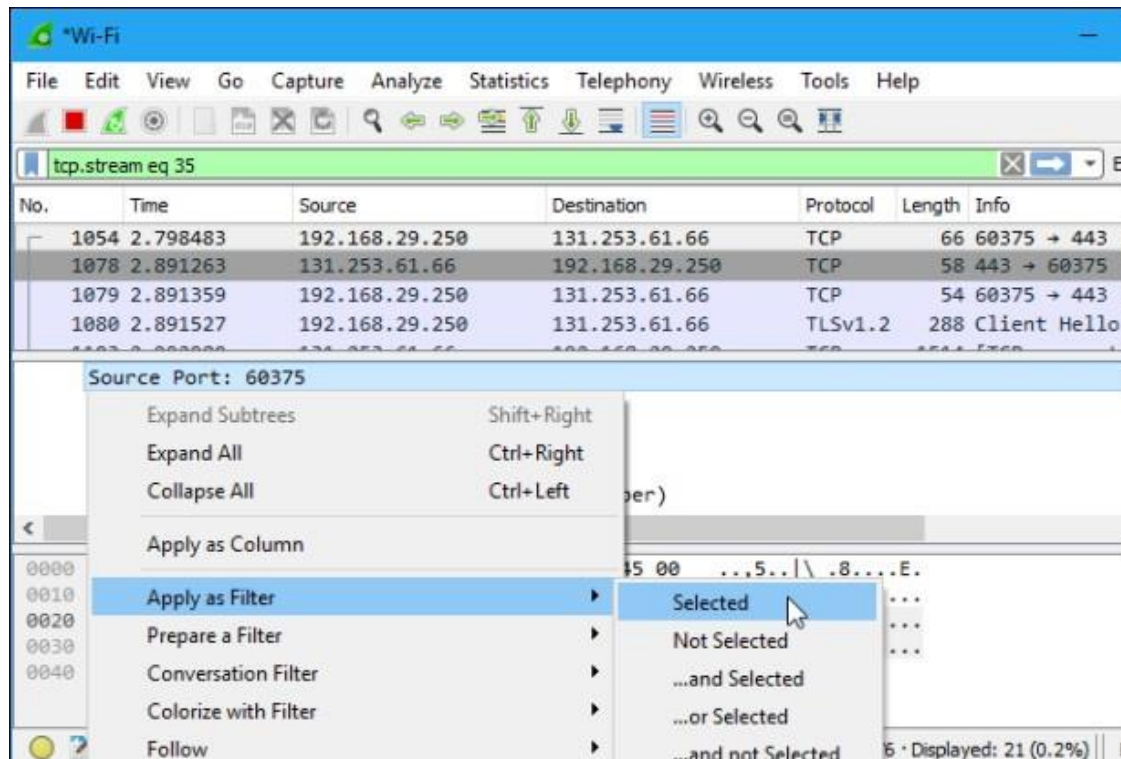 *Wi-Fi
File Edit View Go Capture Analyze Statistics Telephony Wireless Tools Help
tcp.stream eq 35
No. Time Source Destination Protocol Length Info
1054 2.798483 192.168.29.250 131.253.61.66 TCP 66 60375 → 443
1078 2.891263 131.253.61.66 192.168.29.250 TCP 58 443 → 60375
1079 2.891359 192.168.29.250 131.253.61.66 TCP 54 60375 → 443
1080 2.891527 192.168.29.250 131.253.61.66 TLSv1.2 288 Client Hello
Source Port: 60375
Expand Subtrees Shift+Right
Expand All Ctrl+Right
Collapse All Ctrl+Left
ber)
Apply as Column
0000 45 00 ..,5..|\ .8....E.
0010 ...
0020 ...
0030 ...
0040
Apply as Filter
Selected
Prepare a Filter
Not Selected
Conversation Filter
...and Selected
Colorize with Filter
...or Selected
Follow
...and not Selected
6 · Displayed: 21 (0.2%)